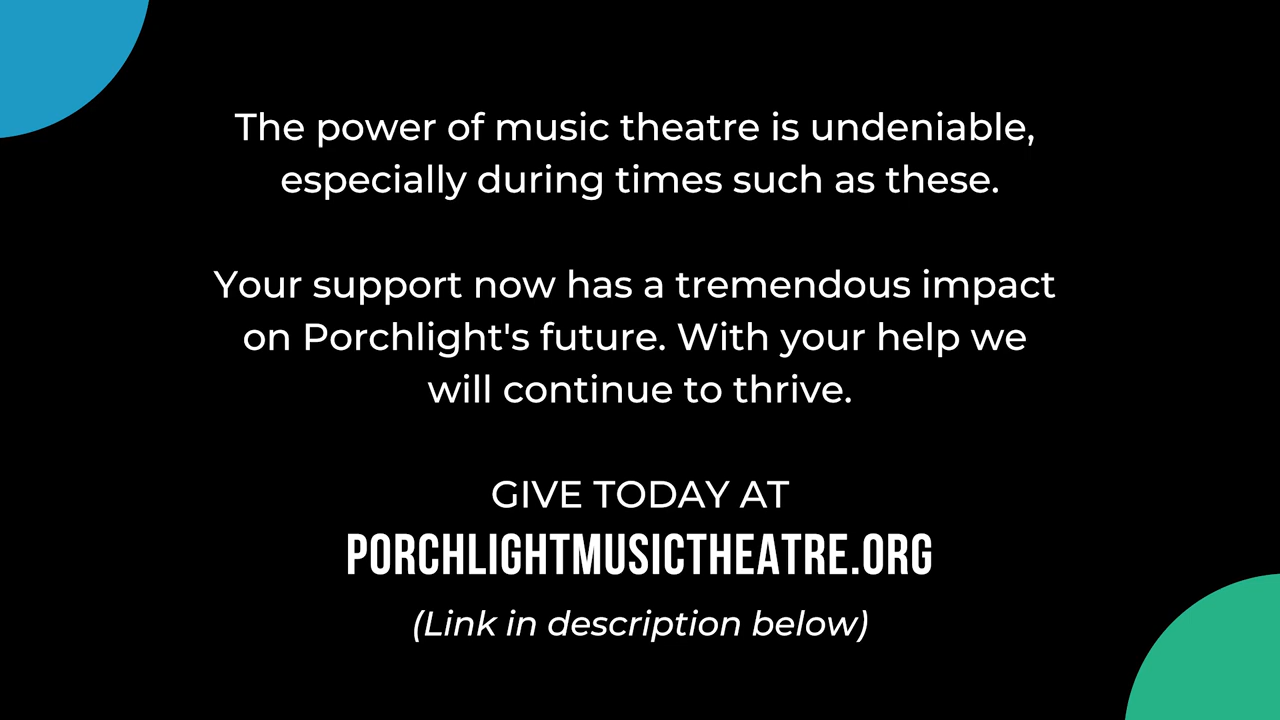 The power of music theatre is undeniable,
especially during times such as these.
Your support now has a tremendous impact
on Porchlight's future. With your help we
will continue to thrive.
GIVE TODAY AT
PORCHLIGHTMUSICTHEATRE.ORG
(Link in description below)